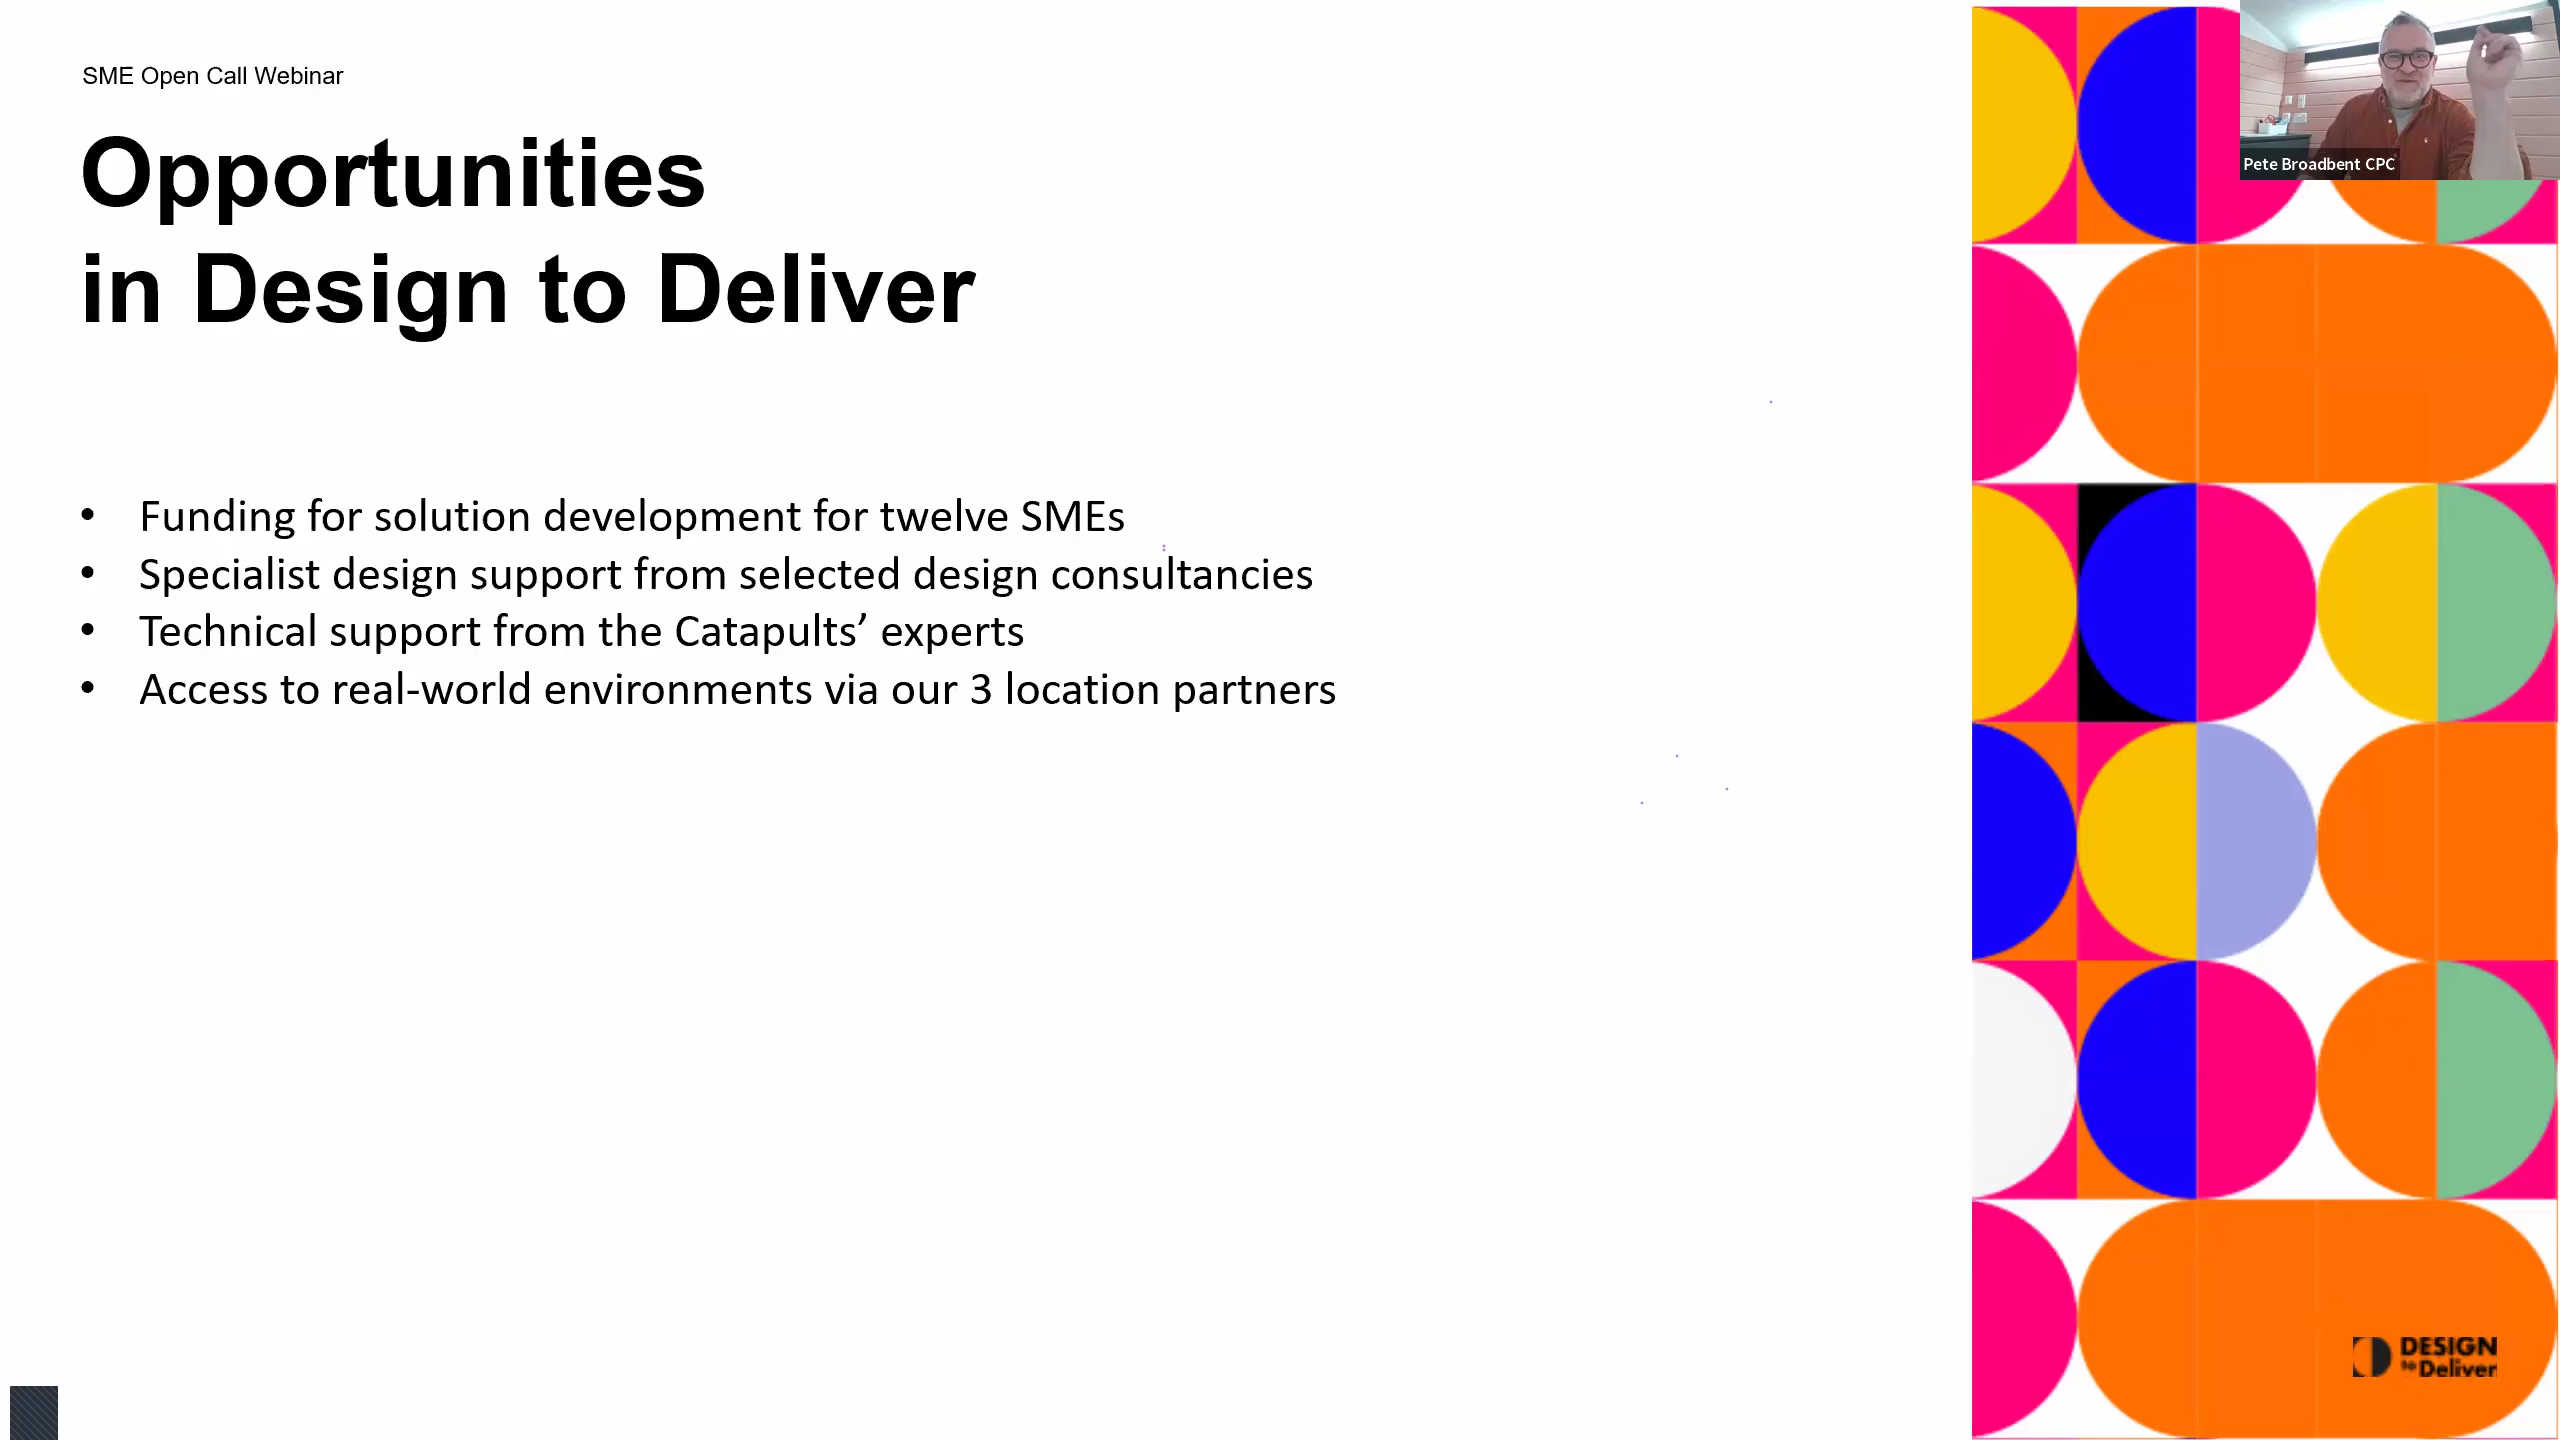 SME Open Call Webinar
Opportunities
in Design to Deliver
• Funding for solution development for twelve SMEs
• Specialist design support from selected design consultancies
• Technical support from the Catapults’ experts
• Access to real-world environments via our 3 location partners
Pete Broadbent CPC
DESIGN
to Deliver